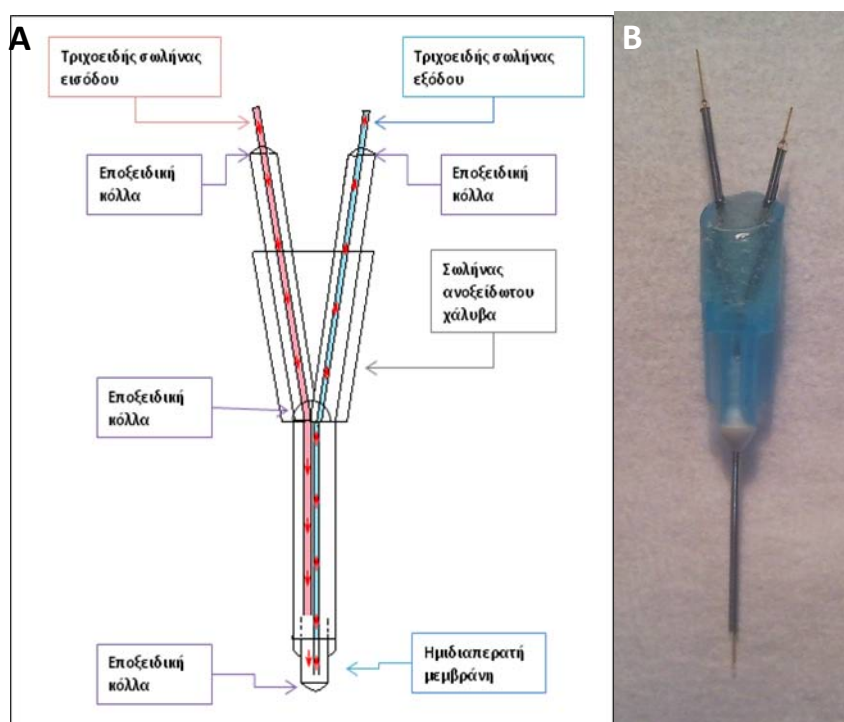 A
B
Τριχοειδής σωλήνας
εισόδου
Τριχοειδής σωλήνας
εξόδου
Εποξειδική
κόλλα
Εποξειδική
κόλλα
Σωλήνας
ανοξείδωτου
χάλυβα
Εποξειδική
κόλλα
Εποξειδική
κόλλα
Ημιδιαπερατή
μεμβράνη